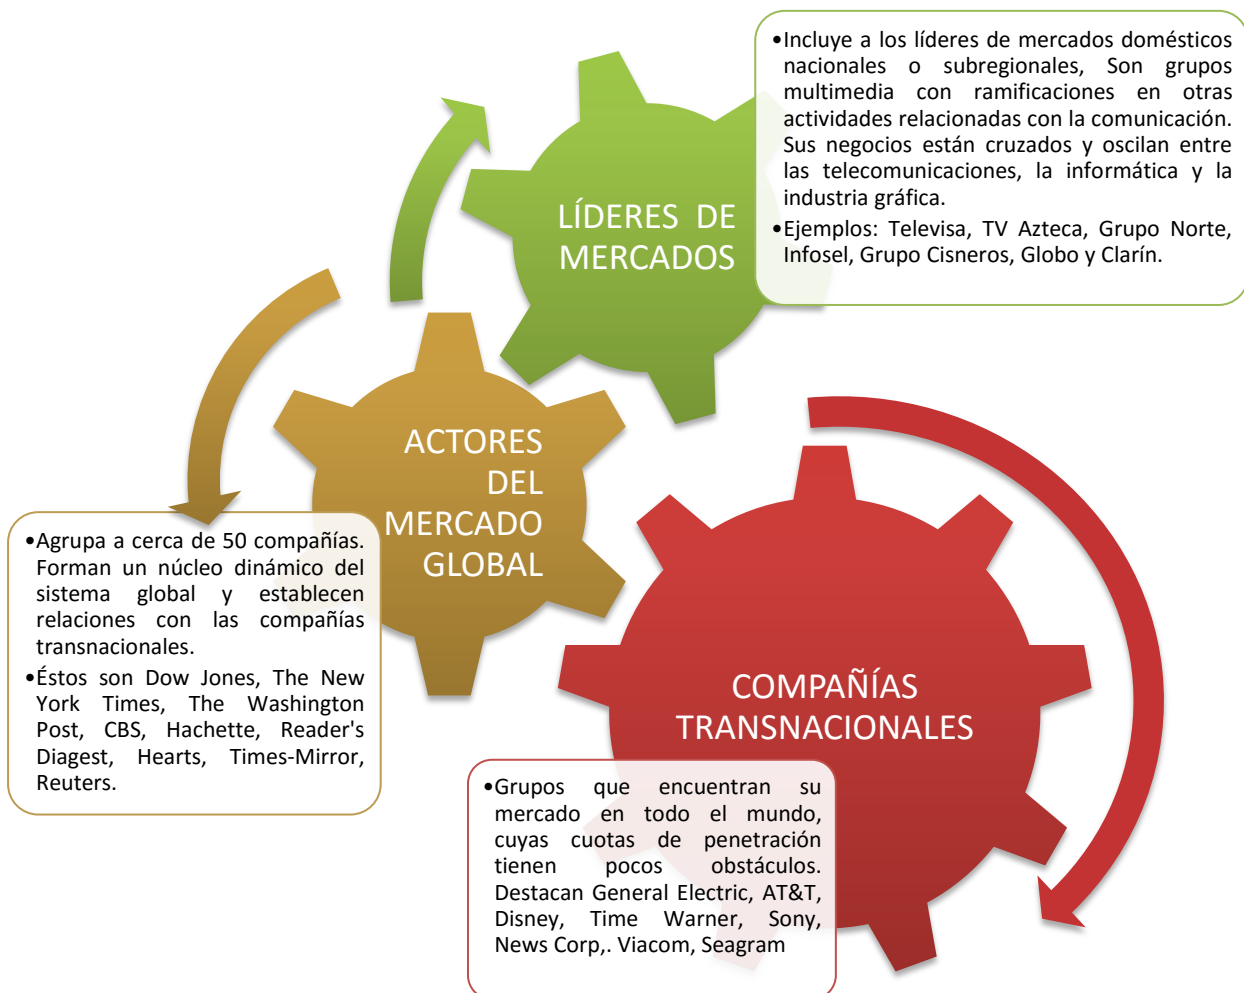 •Incluye a los líderes de mercados domésticos
nacionales o subregionales, Son grupos
multimedia con ramificaciones en otras
actividades relacionadas con la comunicación.
Sus negocios están cruzados y oscilan entre
las telecomunicaciones, la informática y la
industria gráfica.
•Ejemplos: Televisa, TV Azteca, Grupo Norte,
Infosel, Grupo Cisneros, Globo y Clarín.
LÍDERES DE
MERCADOS
ACTORES
DEL
MERCADO
GLOBAL
•Agrupa a cerca de 50 compañías.
Forman un núcleo dinámico del
sistema global y establecen
relaciones con las compañías
transnacionales.
•Éstos son Dow Jones, The New
York Times, The Washington
Post, CBS, Hachette, Reader's
Diagest, Hearts, Times-Mirror,
Reuters.
COMPAÑÍAS
TRANSNACIONALES
•Grupos que encuentran su
mercado en todo el mundo,
cuyas cuotas de penetración
tienen pocos obstáculos.
Destacan General Electric, AT&T,
Disney, Time Warner, Sony,
News Corp,. Viacom, Seagram